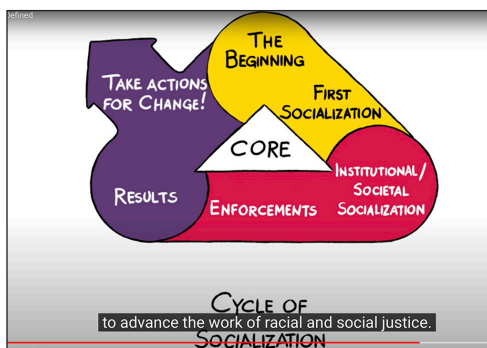 Defined
THE
BEGINNING
TAKE ACTIONS
FOR CHANGE!
FIRST
SOCIALIZATION
CORE
INSTITUTIONAL/
SOCIETAL
SOCIALIZATION
RESULTS
ENFORCEMENTS
CYCLE OF
to advance the work of racial and social justice.
SOCIALIZATION